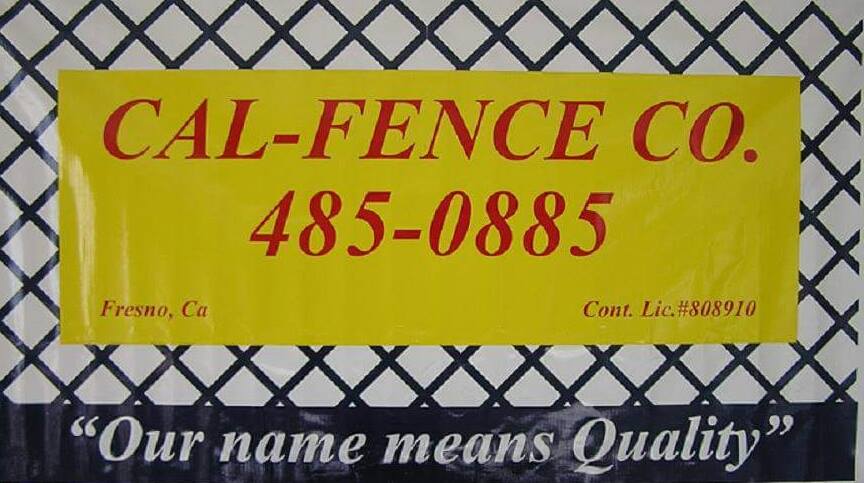 CAL-FENCE CO.
485-0885
Fresno, Ca Cont. Lic.#808910
"Our name means Quality"